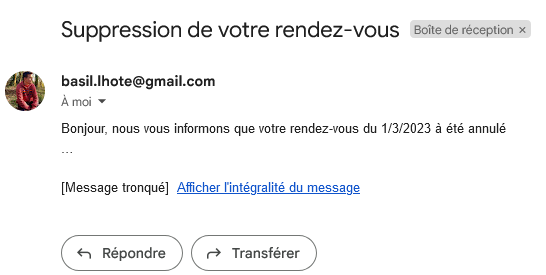 Suppression de votre rendez-vous Boîte de réception ×
basil.lhote@gmail.com
À moi
Bonjour, nous vous informons que votre rendez-vous du 1/3/2023 à été annulé
...
[Message tronqué] Afficher l'intégralité du message
Répondre Transférer